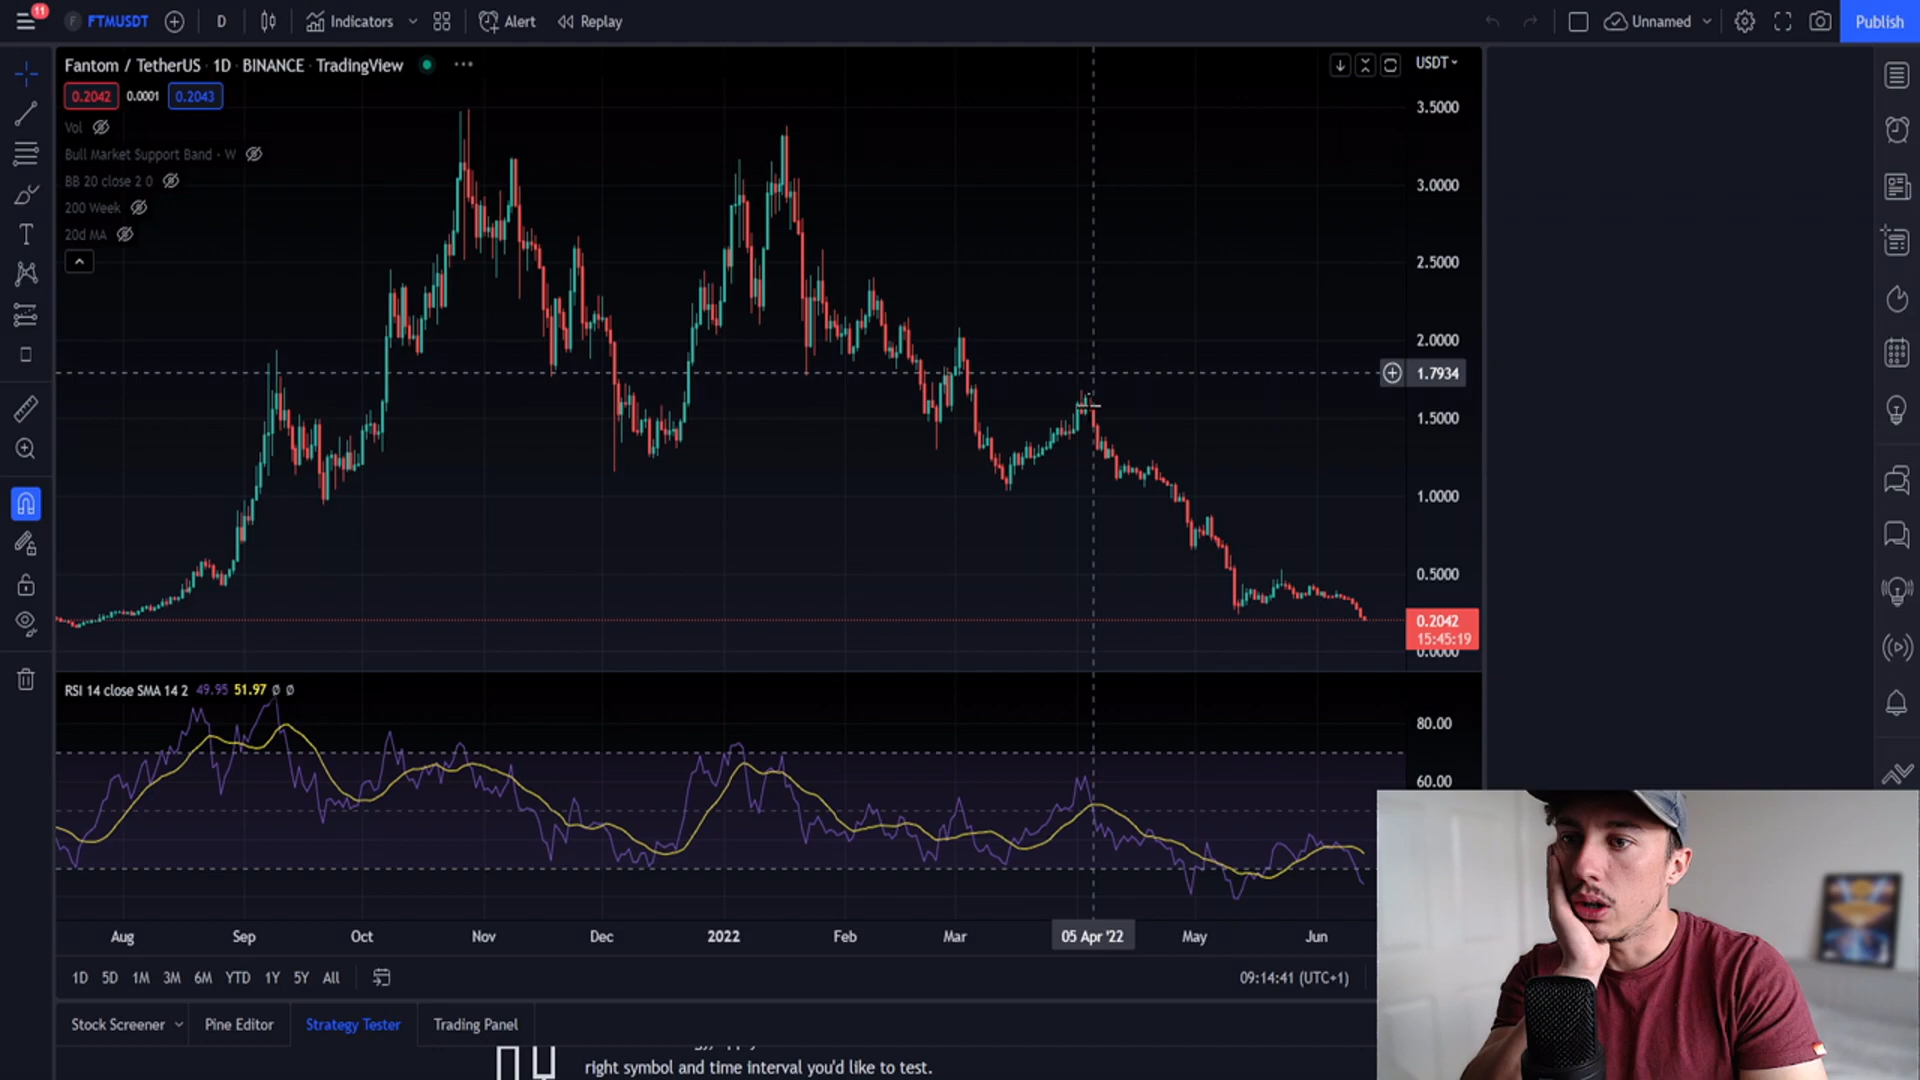 11
FTMUSDT
D
Indicators
Alert
Replay
Unnamed
Publish
Fantom / TetherUS · 1D · BINANCE · TradingView
USDT
0.2042
0.0001
0.2043
Vol
Bull Market Support Band · W
BB 20 close 2 0
200 Week
20d MA
3.5000
3.0000
2.5000
2.0000
1.7934
1.5000
1.0000
0.5000
0.2042
15:45:19
0.0000
RSI 14 close SMA 14 2 49.95 51.97 Ø Ø
80.00
60.00
Aug Sep Oct Nov Dec 2022 Feb Mar 05 Apr '22 May Jun
1D 5D 1M 3M 6M YTD 1Y 5Y All
09:14:41 (UTC+1)
Stock Screener Pine Editor Strategy Tester Trading Panel
right symbol and time interval you'd like to test.